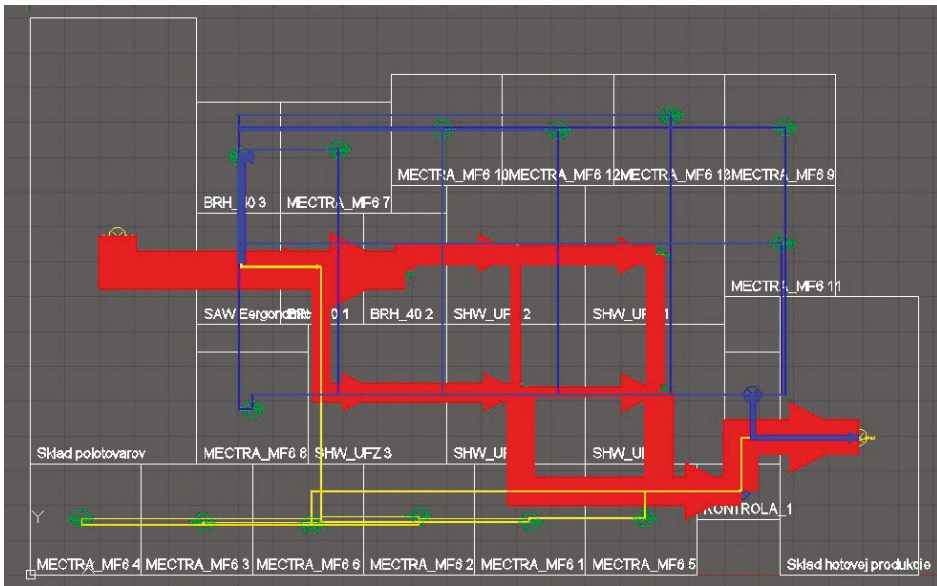 MECTRA_MF6 10 MECTRA_MF6 12 MECTRA_MF6 13 MECTRA_MF6 9
BRH_40 3 MECTRA_MF6 7
MECTRA_MF6 11
SAW BRH_40 2 SHW_UFZ 2
Sklad polotovarov MECTRA_MF6 8 SHW_UFZ 3
KONTROLA_1
MECTRA_MF6 4 MECTRA_MF6 3 MECTRA_MF6 6 MECTRA_MF6 2 MECTRA_MF6 1 MECTRA_MF6 5 Sklad hotovej produkcie
Y